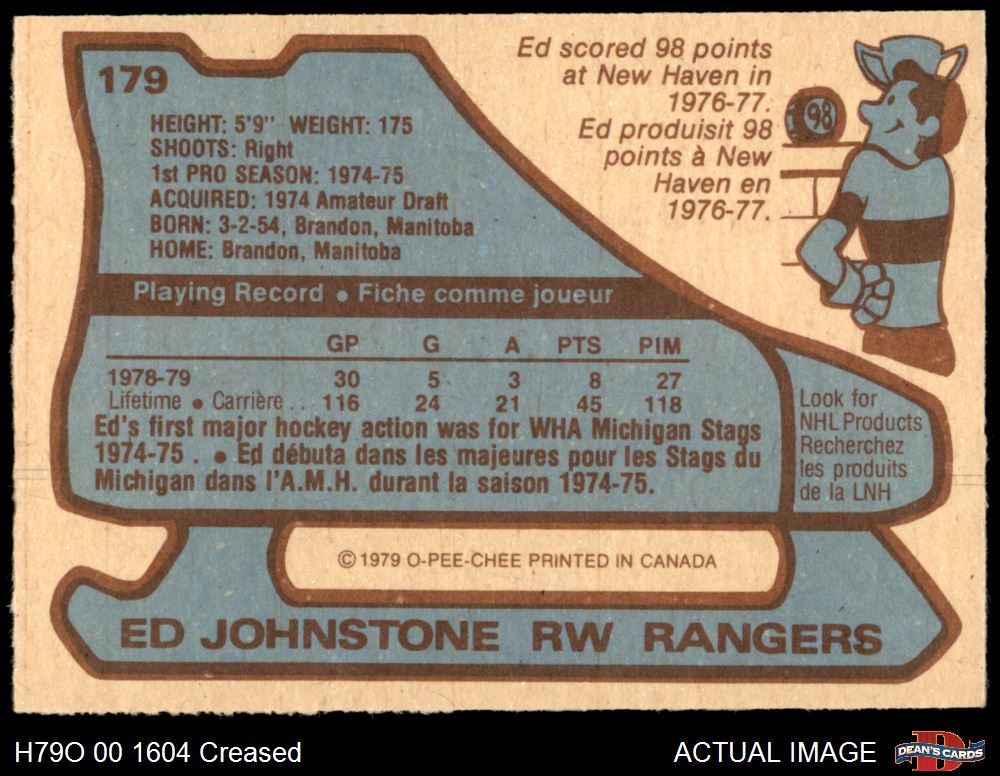 179
HEIGHT: 5'9" WEIGHT: 175
SHOOTS: Right
1st PRO SEASON: 1974-75
ACQUIRED: 1974 Amateur Draft
BORN: 3-2-54, Brandon, Manitoba
HOME: Brandon, Manitoba
Ed scored 98 points
at New Haven in
1976-77.
Ed produisit 98
points à New
Haven en
1976-77.
98
Playing Record • Fiche comme joueur
GP G A PTS PIM
1978-79 30 5 3 8 27
Lifetime • Carrière . . 116 24 21 45 118
Ed's first major hockey action was for WHA Michigan Stags
1974-75 . • Ed débuta dans les majeures pour les Stags du
Michigan dans l'A.M.H. durant la saison 1974-75.
Look for
NHL Products
Recherchez
les produits
de la LNH
© 1979 O-PEE-CHEE PRINTED IN CANADA
ED JOHNSTONE RW RANGERS
H79O 00 1604 Creased
ACTUAL IMAGE
DEAN'S CARDS